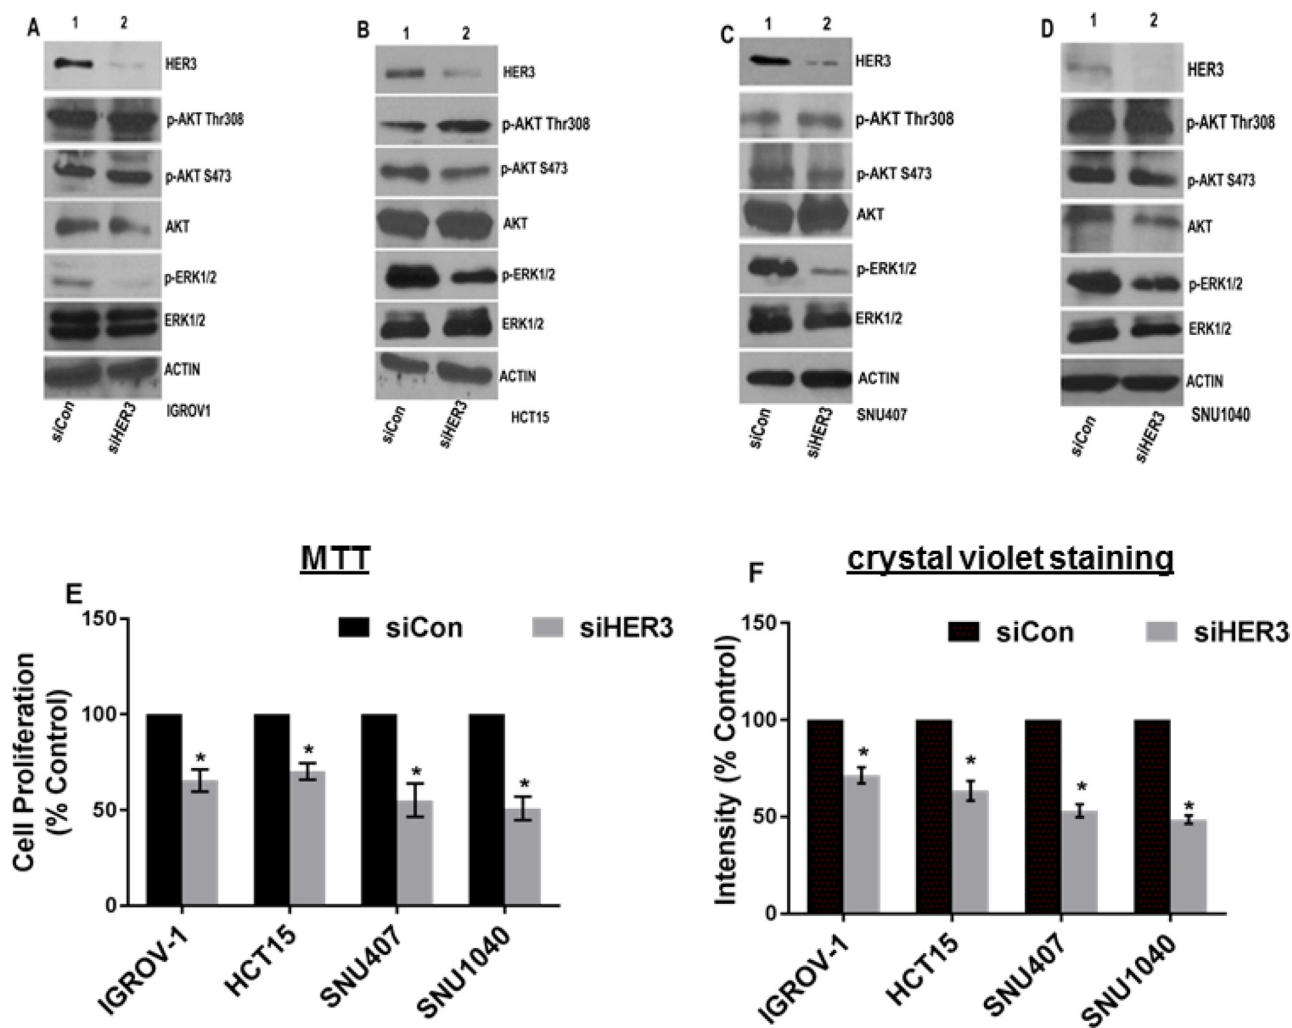 A
1 2
HER3
p-AKT Thr308
p-AKT S473
AKT
p-ERK1/2
ERK1/2
ACTIN
siCon siHER3 IGROV1
B
1 2
HER3
p-AKT Thr308
p-AKT S473
AKT
p-ERK1/2
ERK1/2
ACTIN
siCon siHER3 HCT15
C
1 2
HER3
p-AKT Thr308
p-AKT S473
AKT
p-ERK1/2
ERK1/2
ACTIN
siCon siHER3 SNU407
D
1 2
HER3
p-AKT Thr308
p-AKT S473
AKT
p-ERK1/2
ERK1/2
ACTIN
siCon siHER3 SNU1040
MTT
E
siCon siHER3
Cell Proliferation
(% Control)
150
100
50
0
* * * *
IGROV-1 HCT15 SNU407 SNU1040
crystal violet staining
F
siCon siHER3
Intensity (% Control)
150
100
50
0
* * * *
IGROV-1 HCT15 SNU407 SNU1040